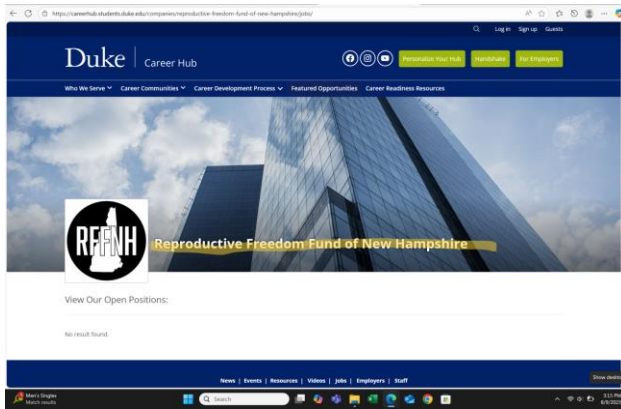 https://careerhub.students.duke.edu/companies/reproductive-freedom-fund-of-new-hampshire/jobs/
Log in Sign up Guests
Duke Career Hub
Personalize Your Hub Handshake For Employers
Who We Serve Career Communities Career Development Process Featured Opportunities Career Readiness Resources
RFFNH
Reproductive Freedom Fund of New Hampshire
View Our Open Positions:
No result found.
News | Events | Resources | Videos | Jobs | Employers | Staff
Show desktop
Men's Singles
Match results
Search
5:13 PM